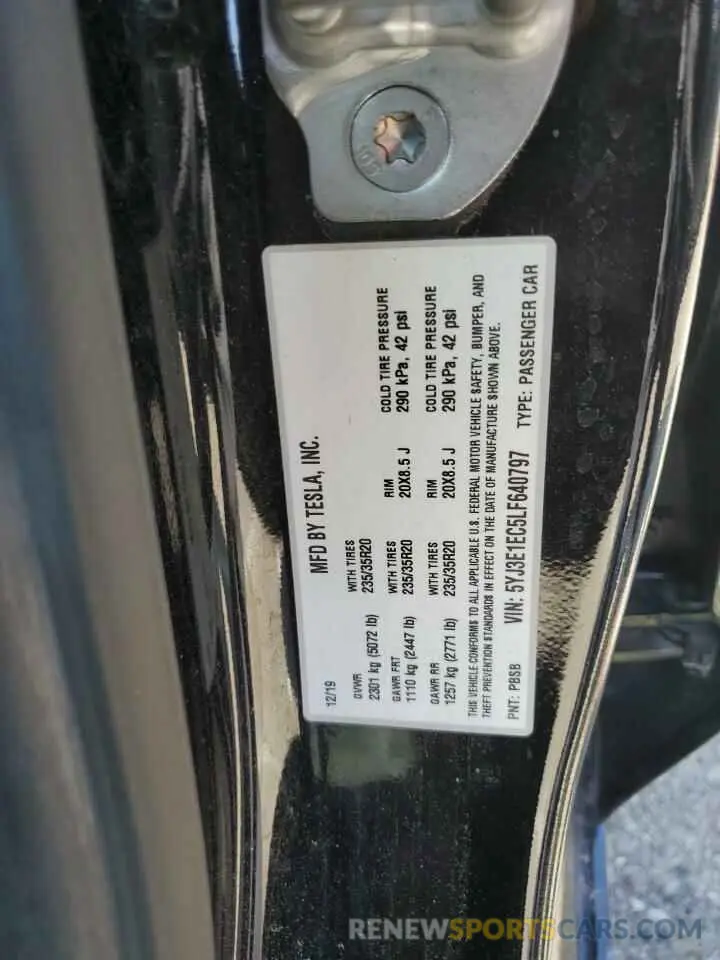 MFD BY TESLA, INC.
12/19
GVWR
2301 kg (5072 lb)
WITH TIRES
235/35R20
GAWR FRT
1110 kg (2447 lb)
WITH TIRES
235/35R20
RIM
20X8.5 J
COLD TIRE PRESSURE
290 kPa, 42 psi
GAWR RR
1257 kg (2771 lb)
WITH TIRES
235/35R20
RIM
20X8.5 J
COLD TIRE PRESSURE
290 kPa, 42 psi
THIS VEHICLE CONFORMS TO ALL APPLICABLE U.S. FEDERAL MOTOR VEHICLE SAFETY, BUMPER, AND
THEFT PREVENTION STANDARDS IN EFFECT ON THE DATE OF MANUFACTURE SHOWN ABOVE.
PNT: PBSB VIN: 5YJ3E1EC5LF640797 TYPE: PASSENGER CAR
RENEWSPORTSCARS.COM